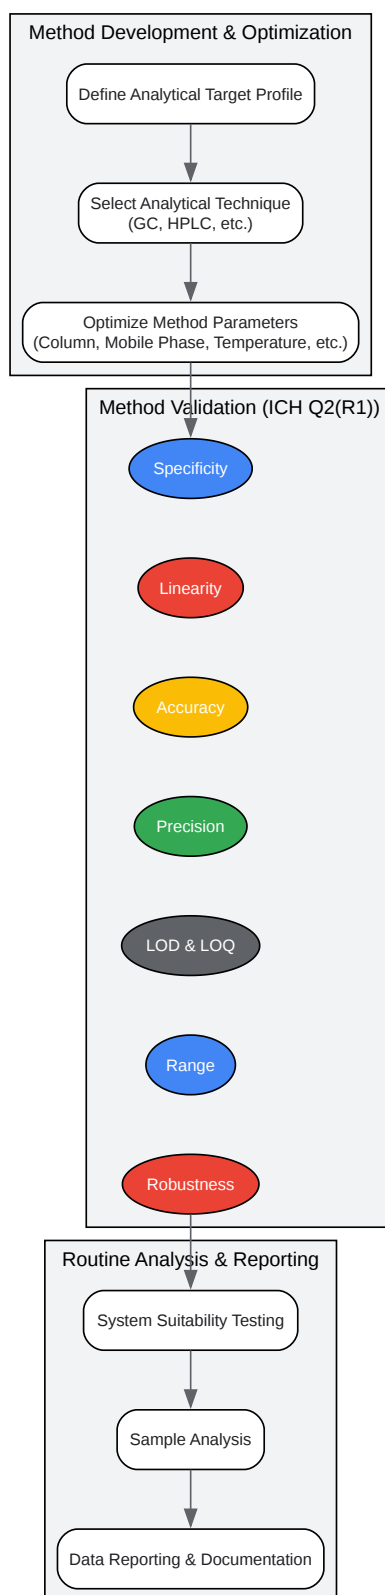 Method Development & Optimization
Define Analytical Target Profile
Select Analytical Technique
(GC, HPLC, etc.)
Optimize Method Parameters
(Column, Mobile Phase, Temperature, etc.)
Method Validation (ICH Q2(R1))
Specificity
Linearity
Accuracy
Precision
LOD & LOQ
Range
Robustness
Routine Analysis & Reporting
System Suitability Testing
Sample Analysis
Data Reporting & Documentation